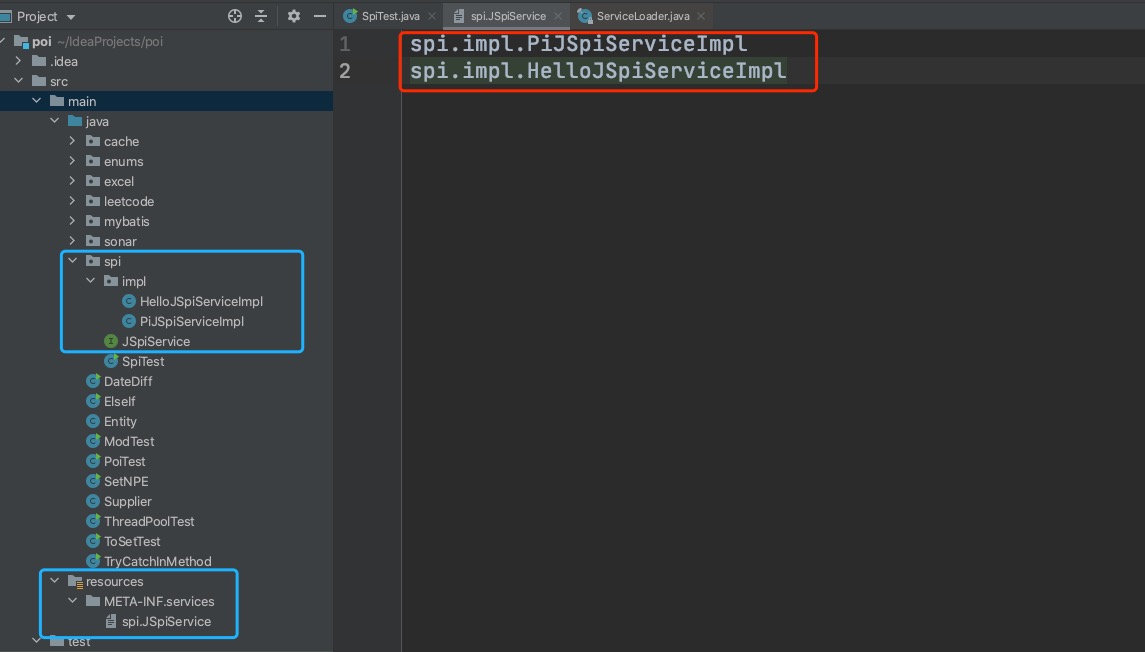 Project
SpiTest.java
spi.JSpiService
ServiceLoader.java
poi ~/IdeaProjects/poi
.idea
src
main
java
cache
enums
excel
leetcode
mybatis
sonar
spi
impl
HelloJSpiServiceImpl
PiJSpiServiceImpl
JSpiService
SpiTest
DateDiff
ElseIf
Entity
ModTest
PoiTest
SetNPE
Supplier
ThreadPoolTest
ToSetTest
TryCatchInMethod
resources
META-INF.services
spi.JSpiService
test
1 spi.impl.PiJSpiServiceImpl
2 spi.impl.HelloJSpiServiceImpl